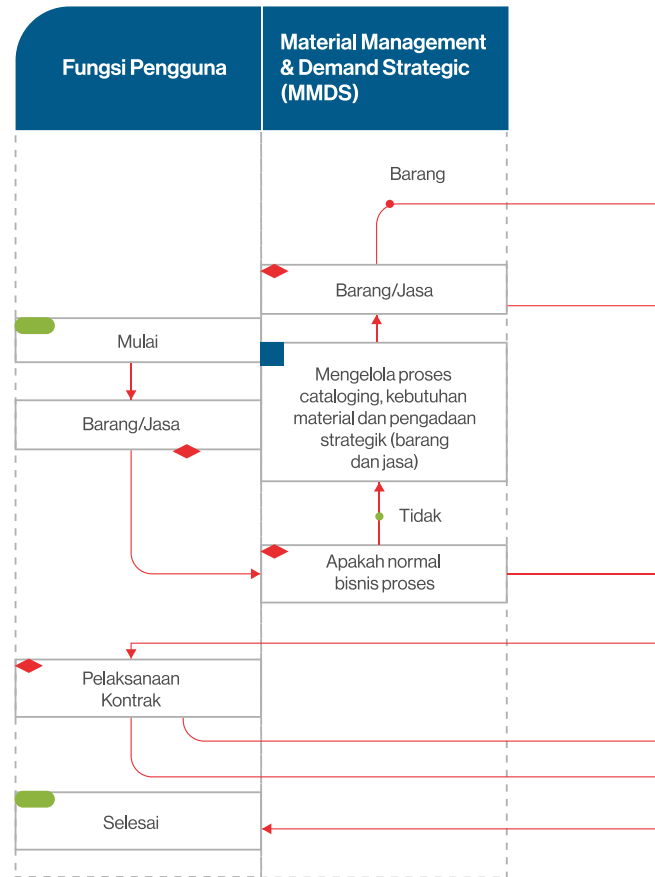 Fungsi Pengguna
Material Management
& Demand Strategic
(MMDS)
Barang
Barang/Jasa
Mulai
Mengelola proses
cataloging, kebutuhan
material dan pengadaan
strategik (barang
dan jasa)
Barang/Jasa
Tidak
Apakah normal
bisnis proses
Pelaksanaan
Kontrak
Selesai